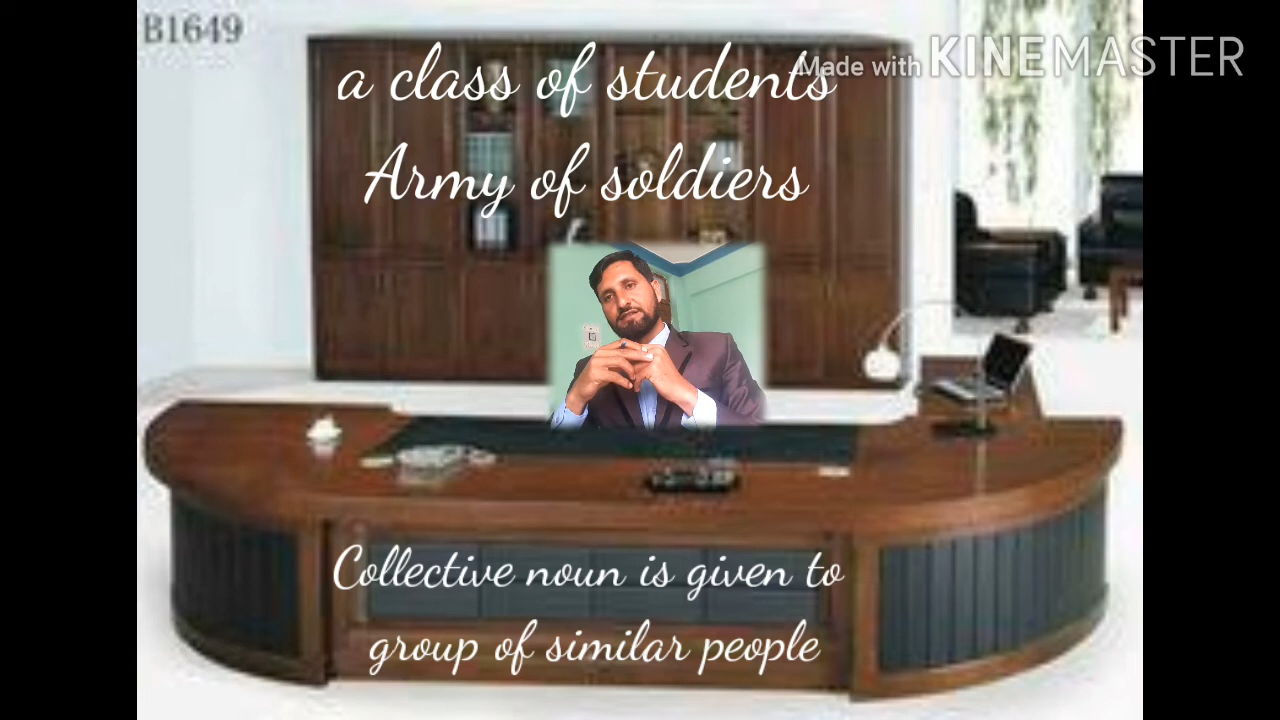 B1649
Made with KINEMASTER
a class of students
Army of soldiers
Collective noun is given to
group of similar people